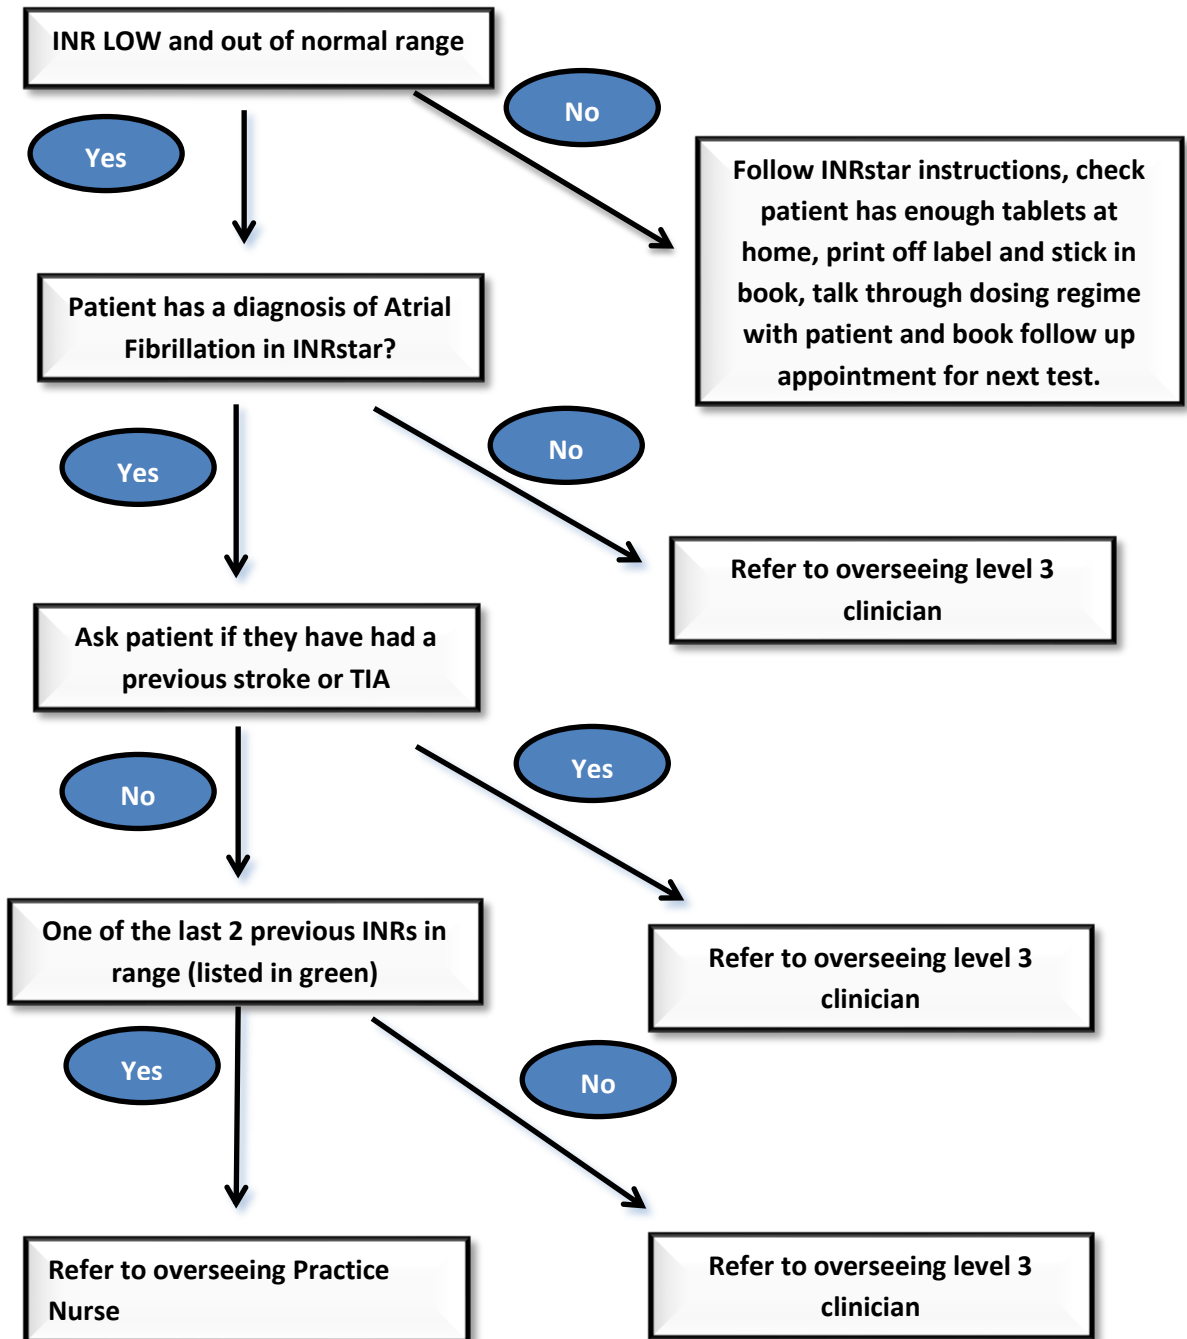 INR LOW and out of normal range
No
Yes
Follow INRstar instructions, check
patient has enough tablets at
home, print off label and stick in
book, talk through dosing regime
with patient and book follow up
appointment for next test.
Patient has a diagnosis of Atrial
Fibrillation in INRstar?
No
Yes
Refer to overseeing level 3
clinician
Ask patient if they have had a
previous stroke or TIA
Yes
No
One of the last 2 previous INRs in
range (listed in green)
Refer to overseeing level 3
clinician
Yes
No
Refer to overseeing Practice
Nurse
Refer to overseeing level 3
clinician